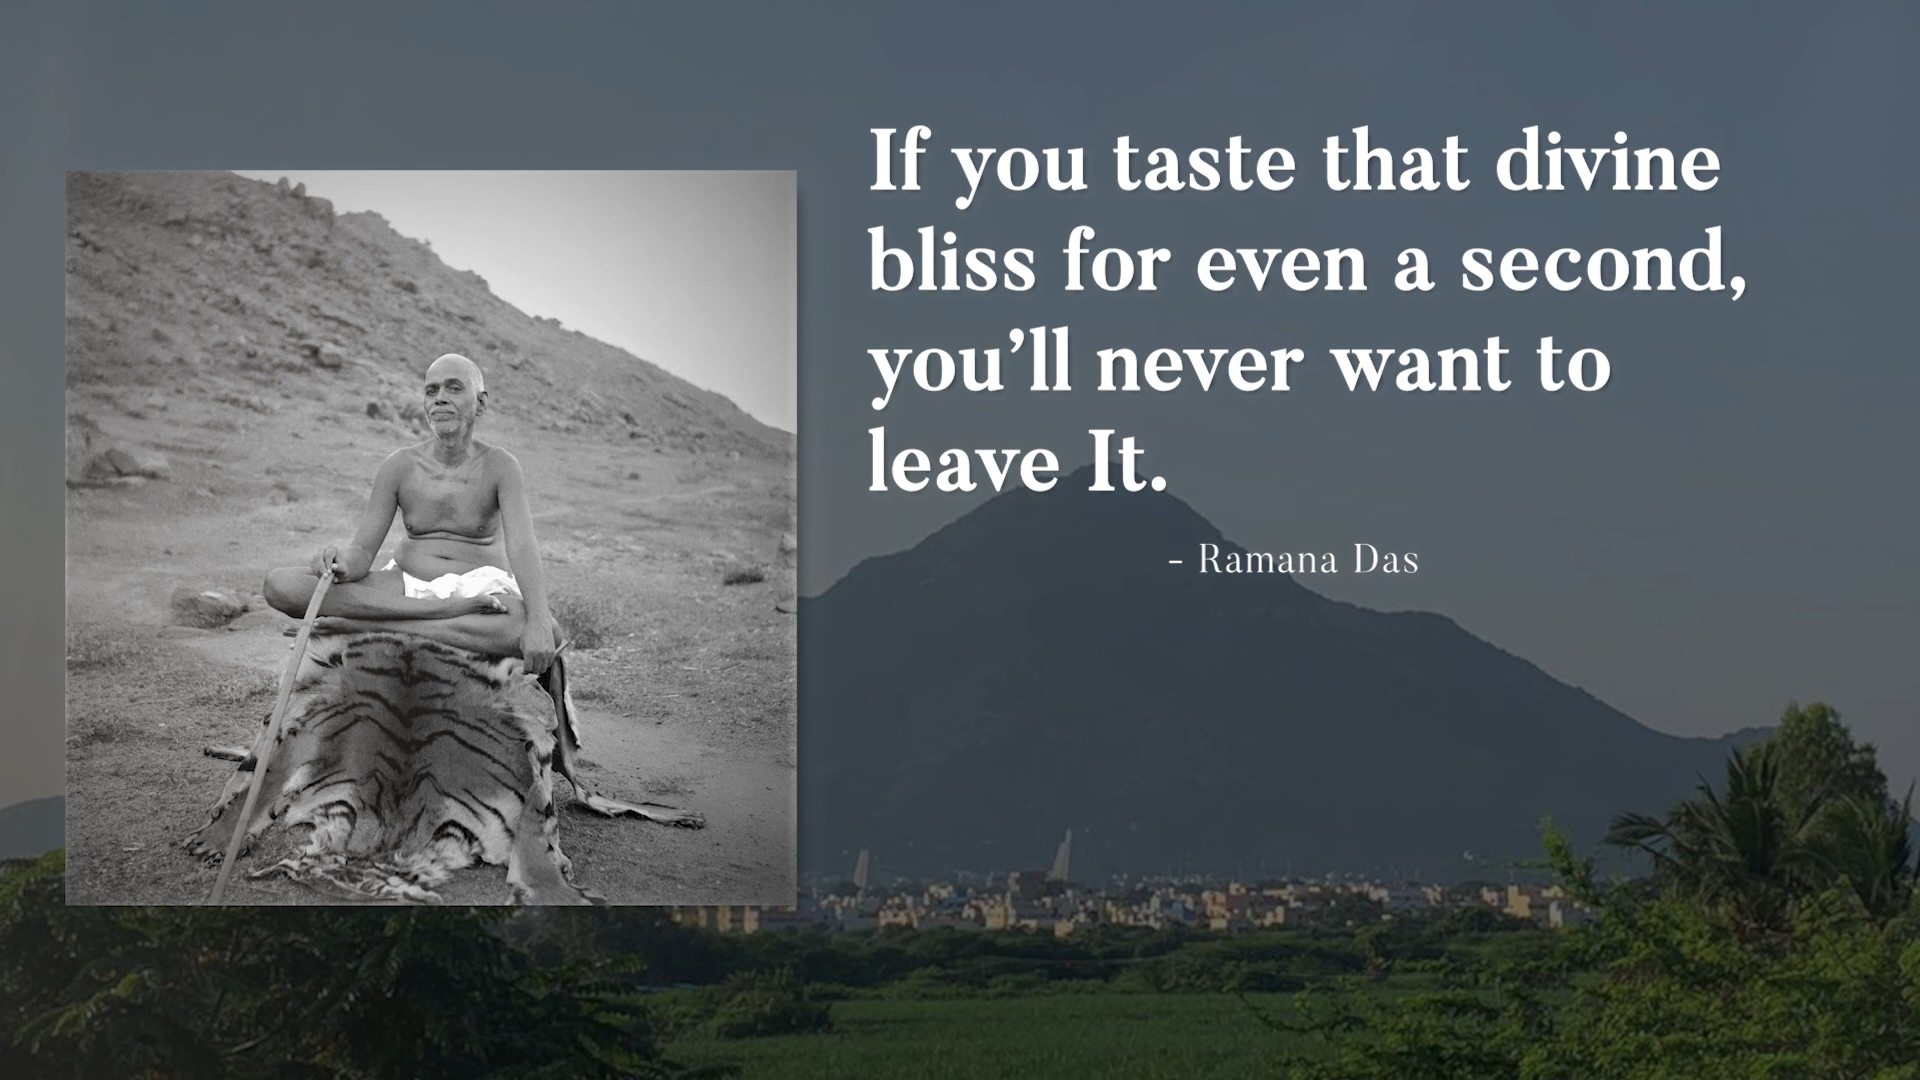 If you taste that divine
bliss for even a second,
you’ll never want to
leave It.
- Ramana Das